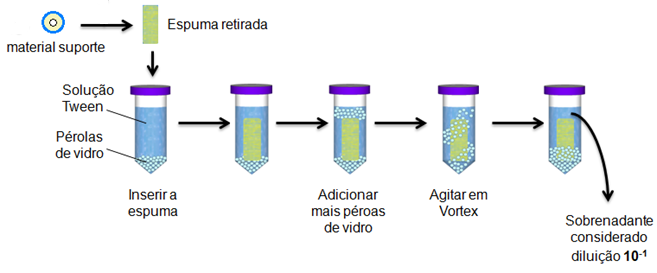 material suporte
Espuma retirada
Solução
Tween
Pérolas
de vidro
Inserir a
espuma
Adicionar
mais péroas
de vidro
Agitar em
Vortex
Sobrenadante
considerado
diluição 10⁻¹